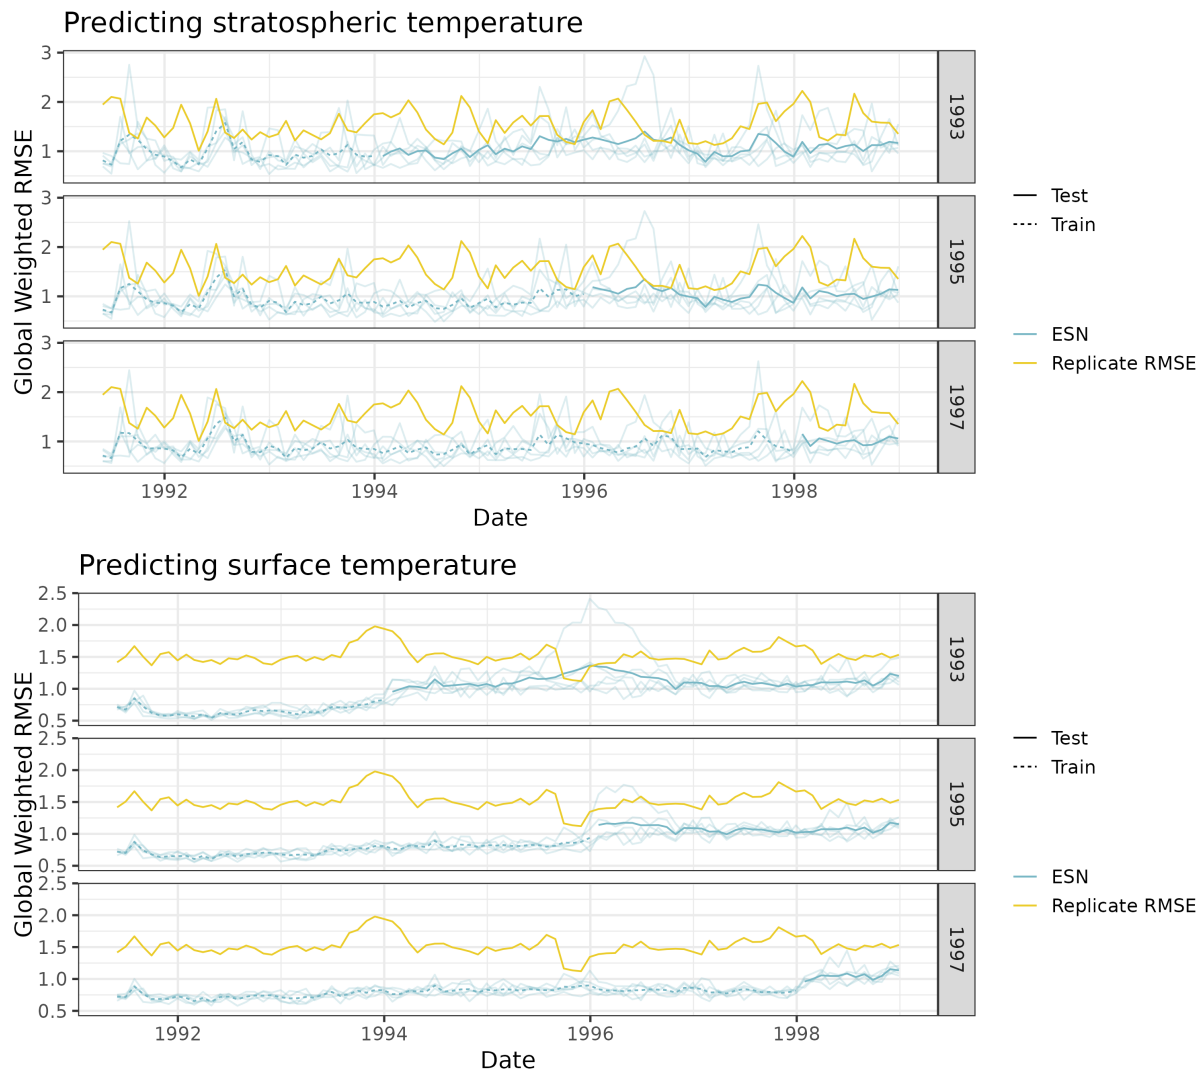 Predicting stratospheric temperature
Global Weighted RMSE
3
2
1
1993
3
2
1
1995
3
2
1
1997
1992
1994
1996
1998
Date
Test
Train
ESN
Replicate RMSE
Predicting surface temperature
Global Weighted RMSE
2.5
2.0
1.5
1.0
0.5
1993
2.5
2.0
1.5
1.0
0.5
1995
2.5
2.0
1.5
1.0
0.5
1997
1992
1994
1996
1998
Date
Test
Train
ESN
Replicate RMSE